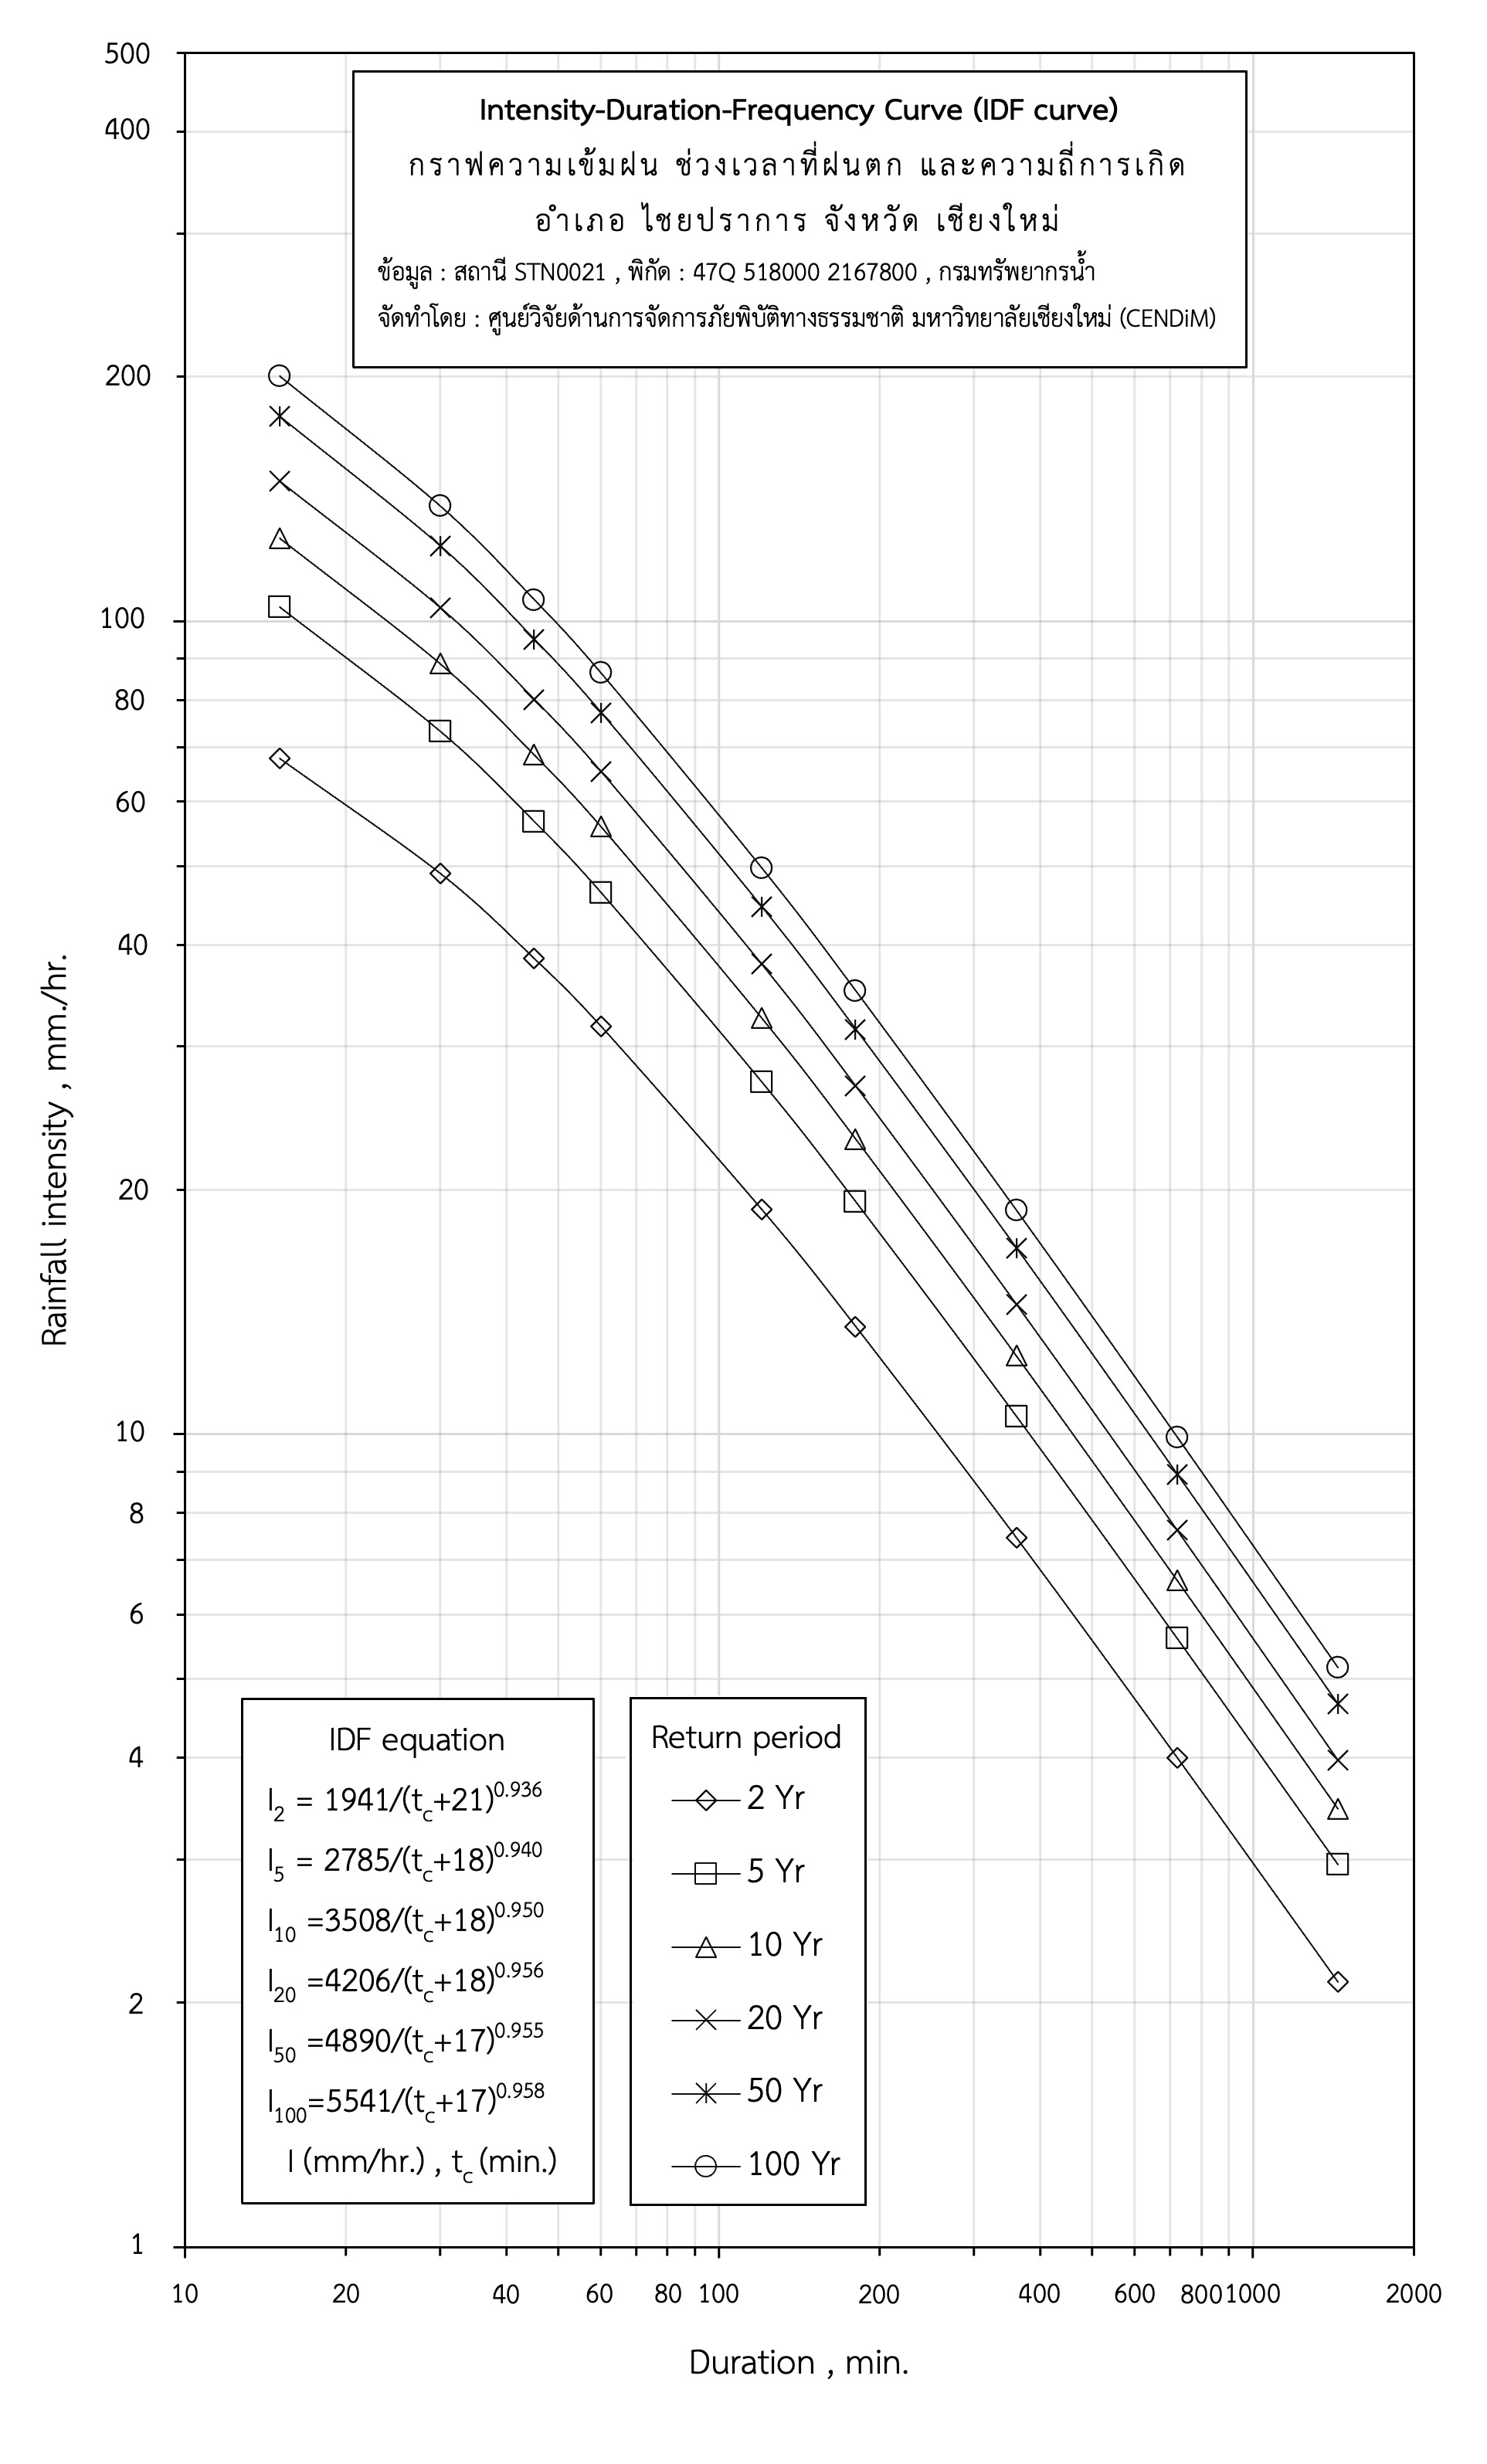 Intensity-Duration-Frequency Curve (IDF curve)
กราฟความเข้มฝน ช่วงเวลาที่ฝนตก และความถี่การเกิด
อำเภอ ไชยปราการ จังหวัด เชียงใหม่
ข้อมูล : สถานี STN0021 , พิกัด : 47Q 518000 2167800 , กรมทรัพยากรน้ำ
จัดทำโดย : ศูนย์วิจัยด้านการจัดการภัยพิบัติทางธรรมชาติ มหาวิทยาลัยเชียงใหม่ (CENDiM)
500
400
200
100
80
60
40
20
10
8
6
4
2
1
Rainfall intensity , mm./hr.
IDF equation
I2 = 1941/(tc+21)0.936
I5 = 2785/(tc+18)0.940
I10 =3508/(tc+18)0.950
I20 =4206/(tc+18)0.956
I50 =4890/(tc+17)0.955
I100=5541/(tc+17)0.958
I (mm/hr.) , tc (min.)
Return period
2 Yr
5 Yr
10 Yr
20 Yr
50 Yr
100 Yr
10 20 40 60 80 100 200 400 600 800 1000 2000
Duration , min.